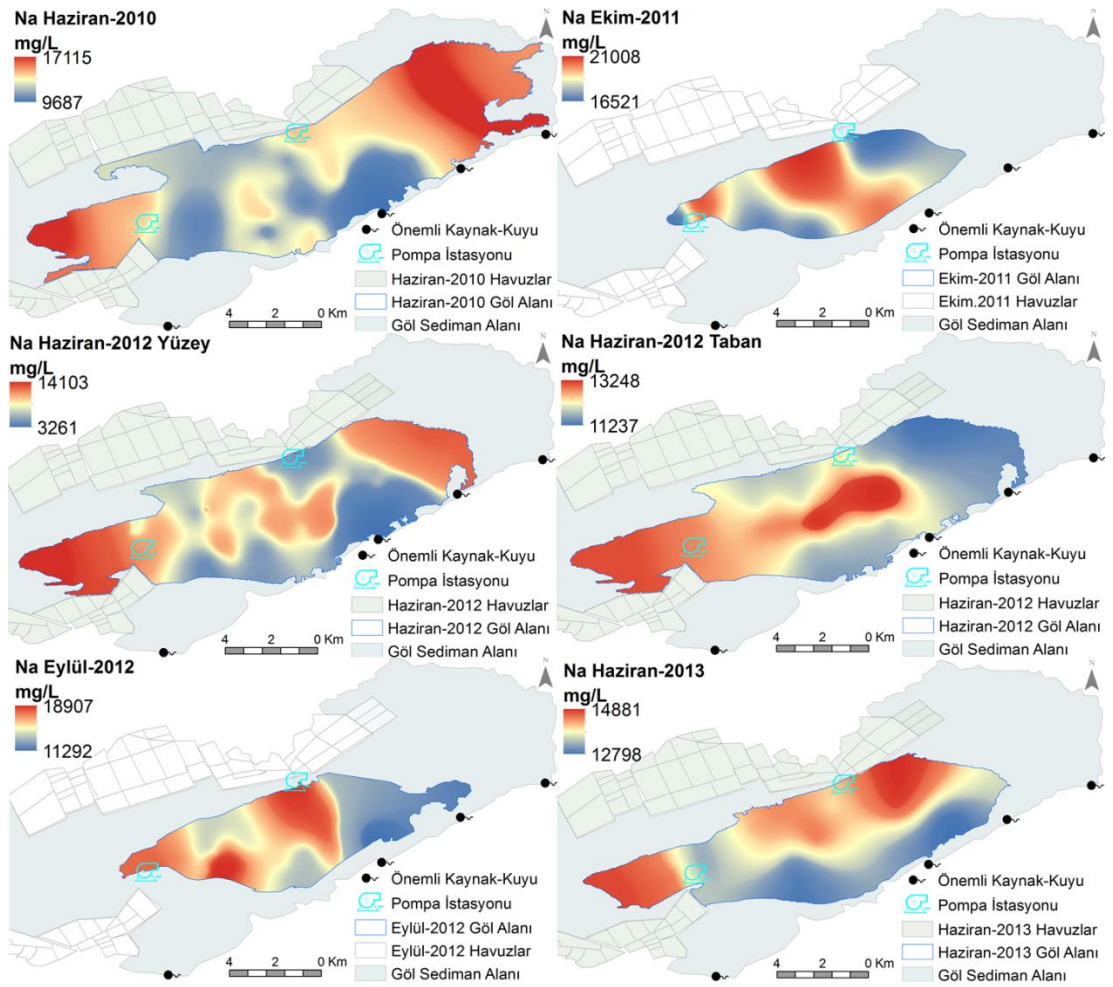 Na Haziran-2010
mg/L
17115
9687
N
Önemli Kaynak-Kuyu
Pompa İstasyonu
Haziran-2010 Havuzlar
Haziran-2010 Göl Alanı
Göl Sediman Alanı
4 2 0 Km
Na Ekim-2011
mg/L
21008
16521
N
Önemli Kaynak-Kuyu
Pompa İstasyonu
Ekim-2011 Göl Alanı
Ekim.2011 Havuzlar
Göl Sediman Alanı
4 2 0 Km
Na Haziran-2012 Yüzey
mg/L
14103
3261
N
Önemli Kaynak-Kuyu
Pompa İstasyonu
Haziran-2012 Havuzlar
Haziran-2012 Göl Alanı
Göl Sediman Alanı
4 2 0 Km
Na Haziran-2012 Taban
mg/L
13248
11237
N
Önemli Kaynak-Kuyu
Pompa İstasyonu
Haziran-2012 Havuzlar
Haziran-2012 Göl Alanı
Göl Sediman Alanı
4 2 0 Km
Na Eylül-2012
mg/L
18907
11292
N
Önemli Kaynak-Kuyu
Pompa İstasyonu
Eylül-2012 Göl Alanı
Eylül-2012 Havuzlar
Göl Sediman Alanı
4 2 0 Km
Na Haziran-2013
mg/L
14881
12798
N
Önemli Kaynak-Kuyu
Pompa İstasyonu
Haziran-2013 Havuzlar
Haziran-2013 Göl Alanı
Göl Sediman Alanı
4 2 0 Km